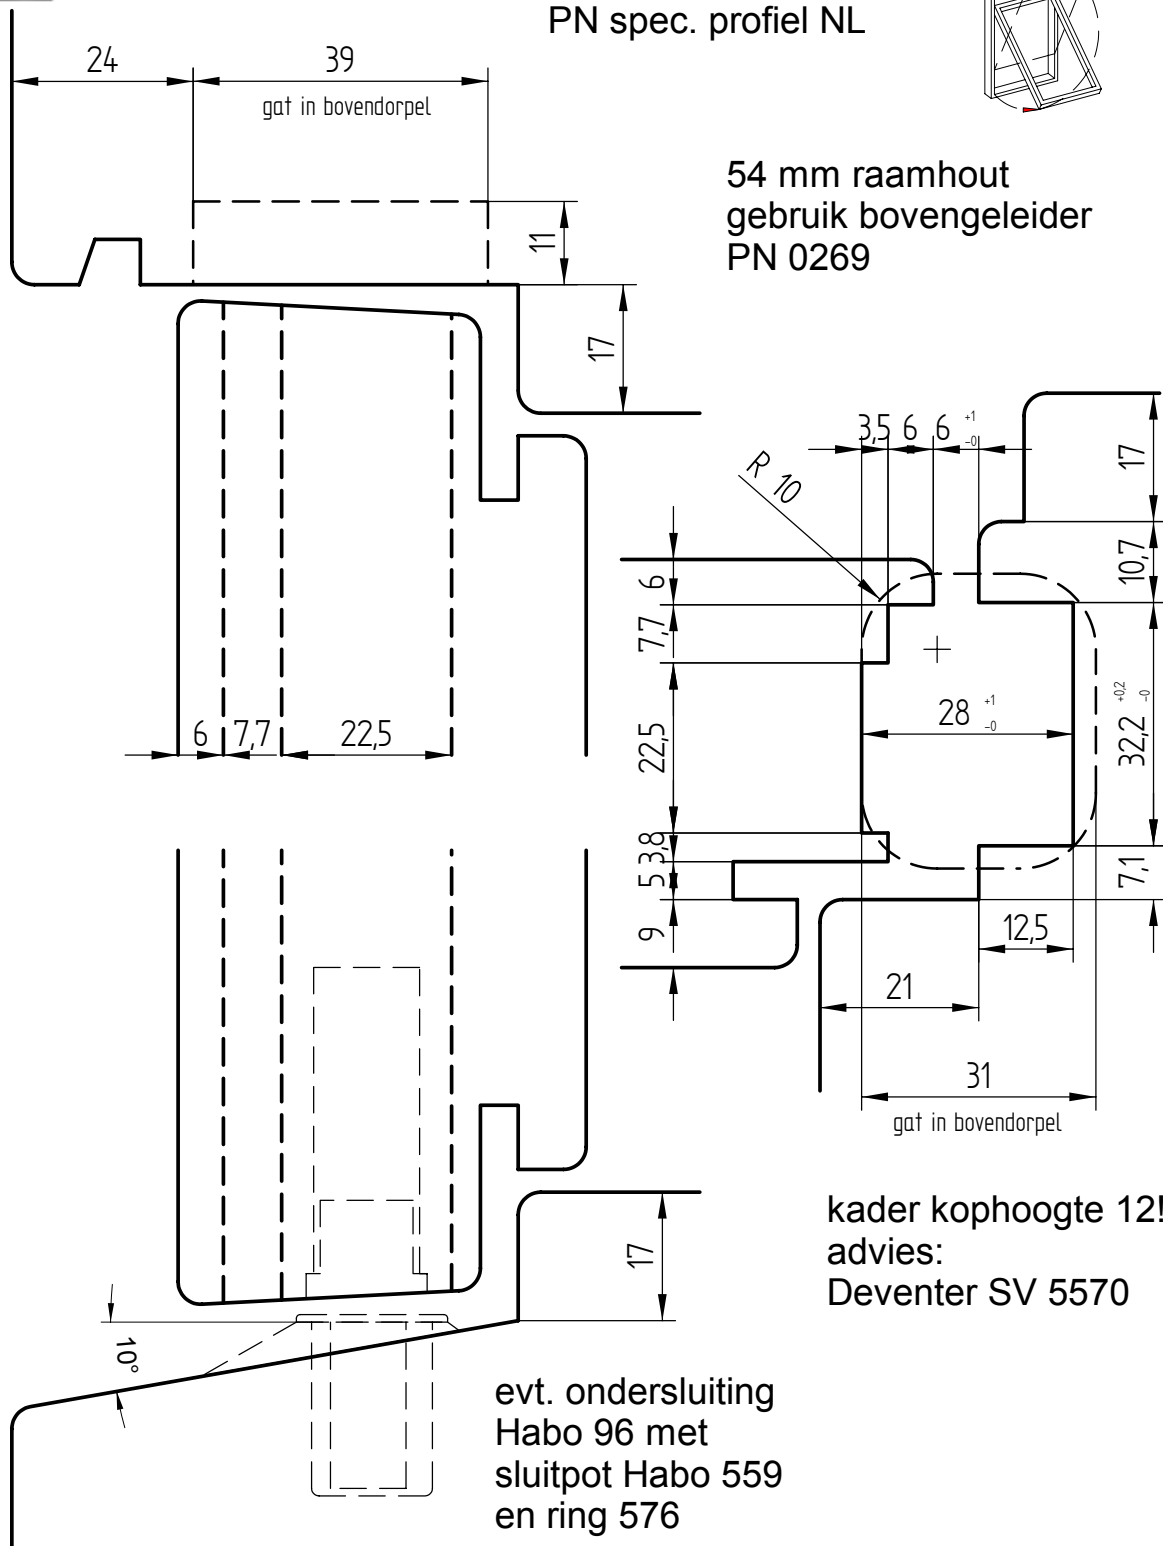 PN spec. profiel NL
24
39
gat in bovendorpel
54 mm raamhout
gebruik bovengeleider
PN 0269
11
17
3,5 6 6 +1 -0
R 10
17
10,7
6
7,7
22,5
3,8
5
9
28 +1 -0
32,2 +0,2 -0
7,1
6 7,7 22,5
12,5
21
31
gat in bovendorpel
kader kophoogte 12!
advies:
Deventer SV 5570
17
10°
evt. ondersluiting
Habo 96 met
sluitpot Habo 559
en ring 576